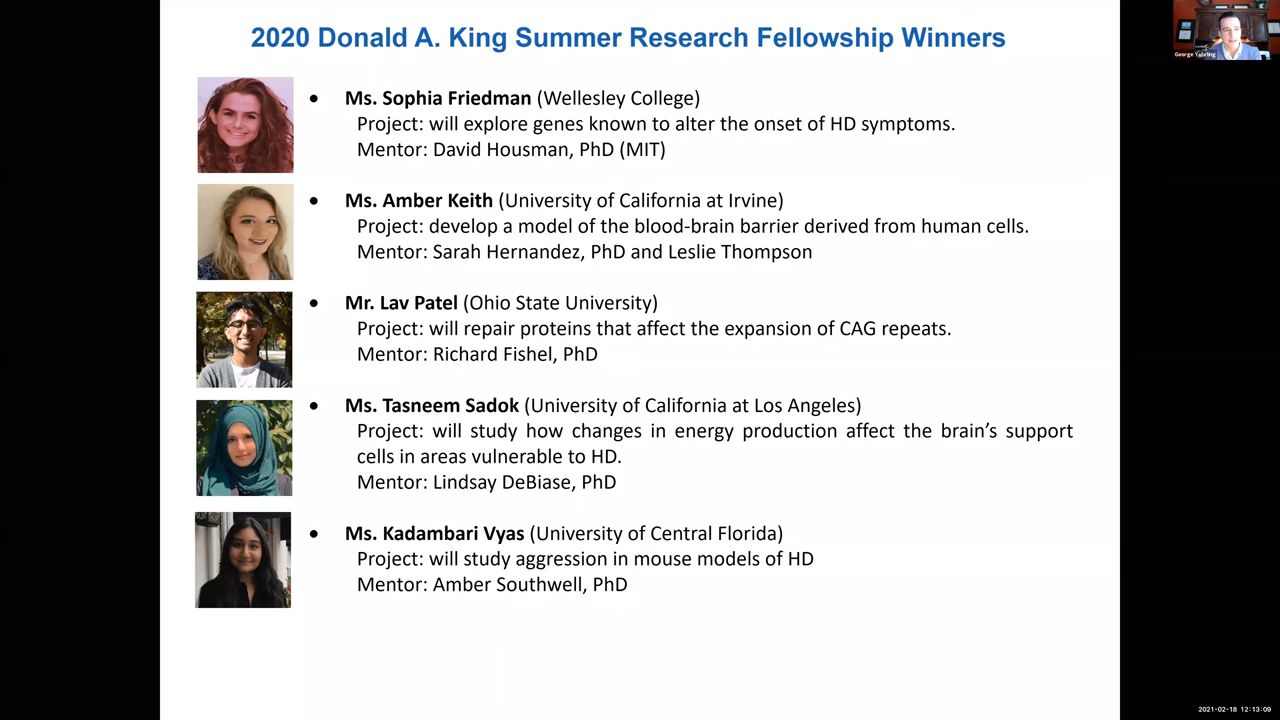 2020 Donald A. King Summer Research Fellowship Winners
George Yohrling
• Ms. Sophia Friedman (Wellesley College)
Project: will explore genes known to alter the onset of HD symptoms.
Mentor: David Housman, PhD (MIT)
• Ms. Amber Keith (University of California at Irvine)
Project: develop a model of the blood-brain barrier derived from human cells.
Mentor: Sarah Hernandez, PhD and Leslie Thompson
• Mr. Lav Patel (Ohio State University)
Project: will repair proteins that affect the expansion of CAG repeats.
Mentor: Richard Fishel, PhD
• Ms. Tasneem Sadok (University of California at Los Angeles)
Project: will study how changes in energy production affect the brain’s support
cells in areas vulnerable to HD.
Mentor: Lindsay DeBiase, PhD
• Ms. Kadambari Vyas (University of Central Florida)
Project: will study aggression in mouse models of HD
Mentor: Amber Southwell, PhD
2021-02-18 12:13:09